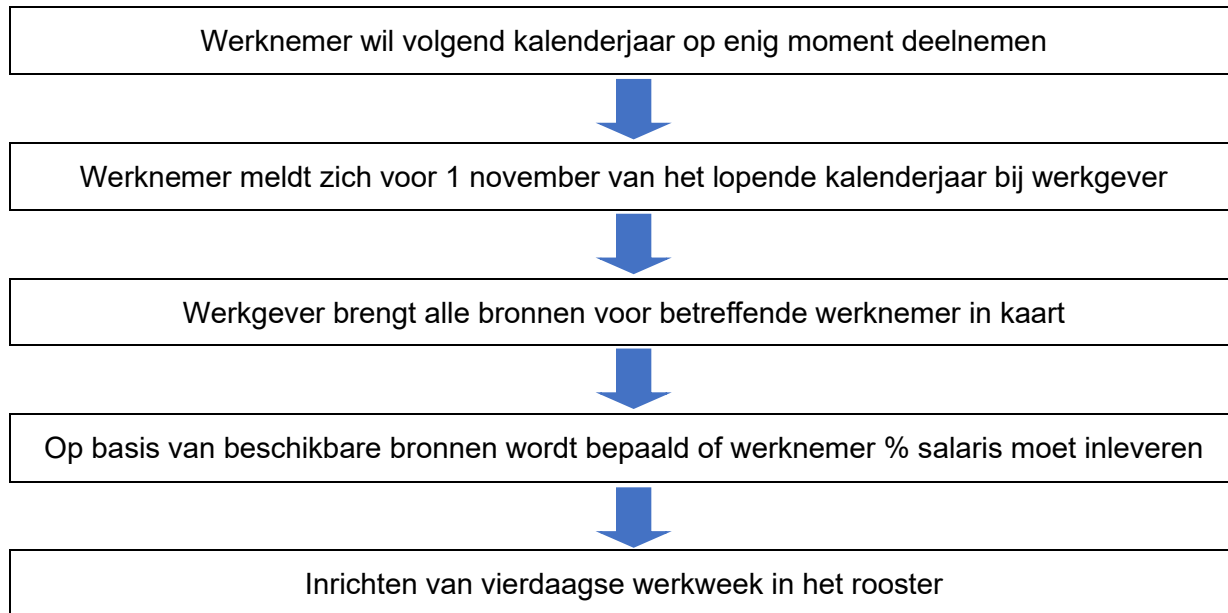 Werknemer wil volgend kalenderjaar op enig moment deelnemen
Werknemer meldt zich voor 1 november van het lopende kalenderjaar bij werkgever
Werkgever brengt alle bronnen voor betreffende werknemer in kaart
Op basis van beschikbare bronnen wordt bepaald of werknemer % salaris moet inleveren
Inrichten van vierdaagse werkweek in het rooster